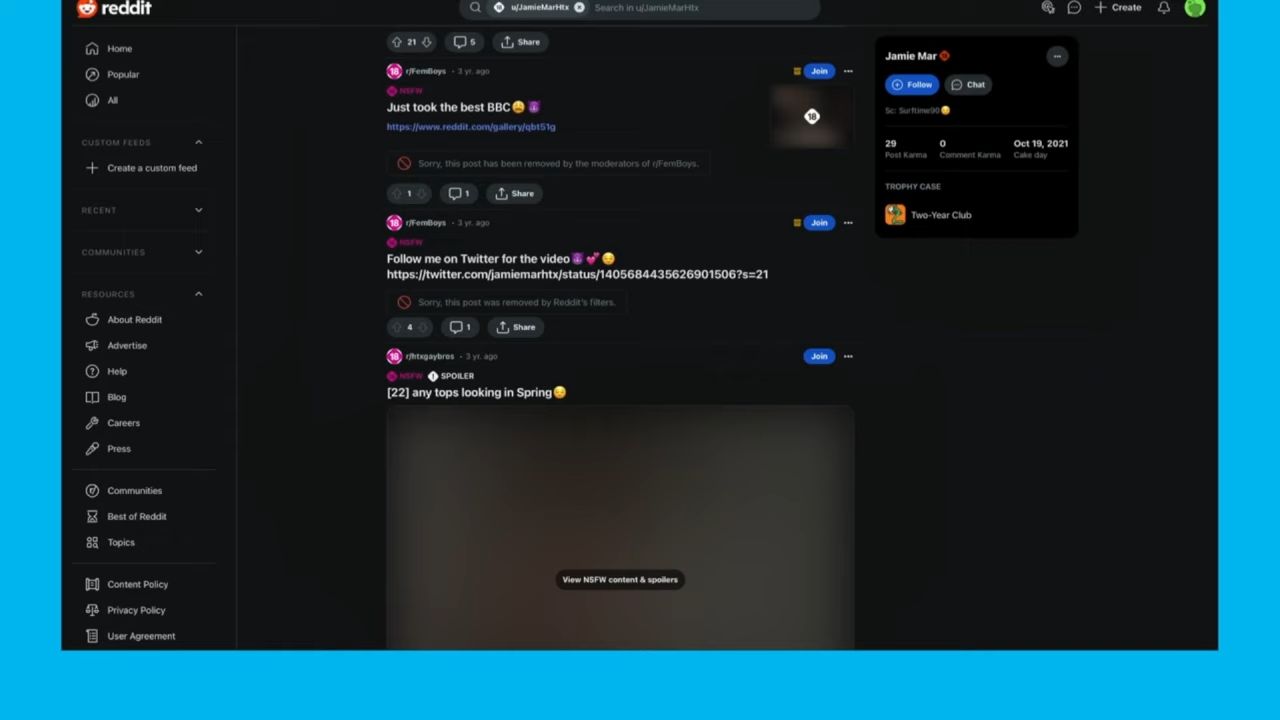 reddit
u/JamieMarHtx
Search in u/JamieMarHtx
Create
Home
Popular
All
CUSTOM FEEDS
Create a custom feed
RECENT
COMMUNITIES
RESOURCES
About Reddit
Advertise
Help
Blog
Careers
Press
Communities
Best of Reddit
Topics
Content Policy
Privacy Policy
User Agreement
21
5
Share
18 r/FemBoys • 3 yr. ago
Join
NSFW
Just took the best BBC😩😈
https://www.reddit.com/gallery/qbt51g
18
Sorry, this post has been removed by the moderators of r/FemBoys.
1
1
Share
18 r/FemBoys • 3 yr. ago
Join
NSFW
Follow me on Twitter for the video😈💕😏
https://twitter.com/jamiemarhtx/status/1405684435626901506?s=21
Sorry, this post was removed by Reddit's filters.
4
1
Share
18 r/htxgaybros • 3 yr. ago
Join
NSFW SPOILER
[22] any tops looking in Spring😏
View NSFW content & spoilers
Jamie Mar
Follow
Chat
Sc: Surftime90😏
29 0 Oct 19, 2021
Post Karma Comment Karma Cake day
TROPHY CASE
Two-Year Club